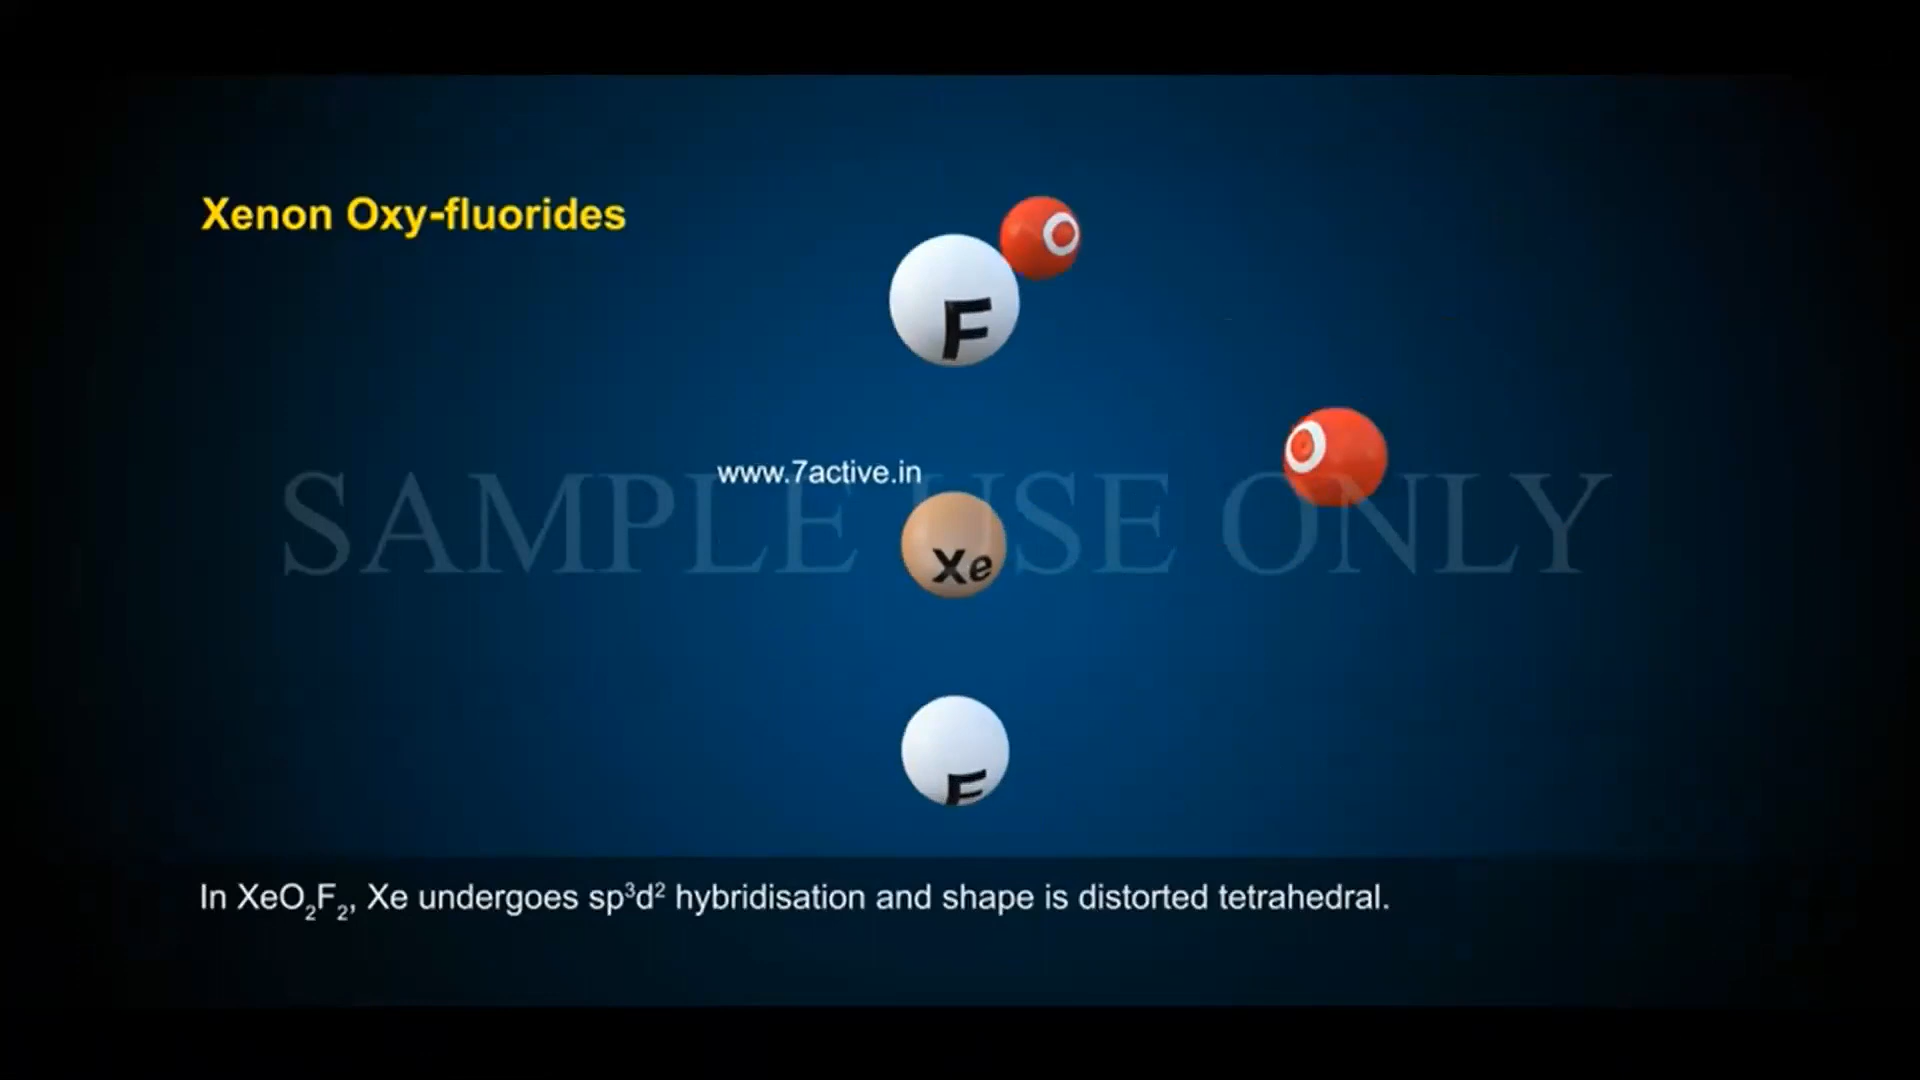 Xenon Oxy-fluorides
O
F
www.7active.in
O
SAMPLE USE ONLY
Xe
F
In XeO₂F₂, Xe undergoes sp³d² hybridisation and shape is distorted tetrahedral.